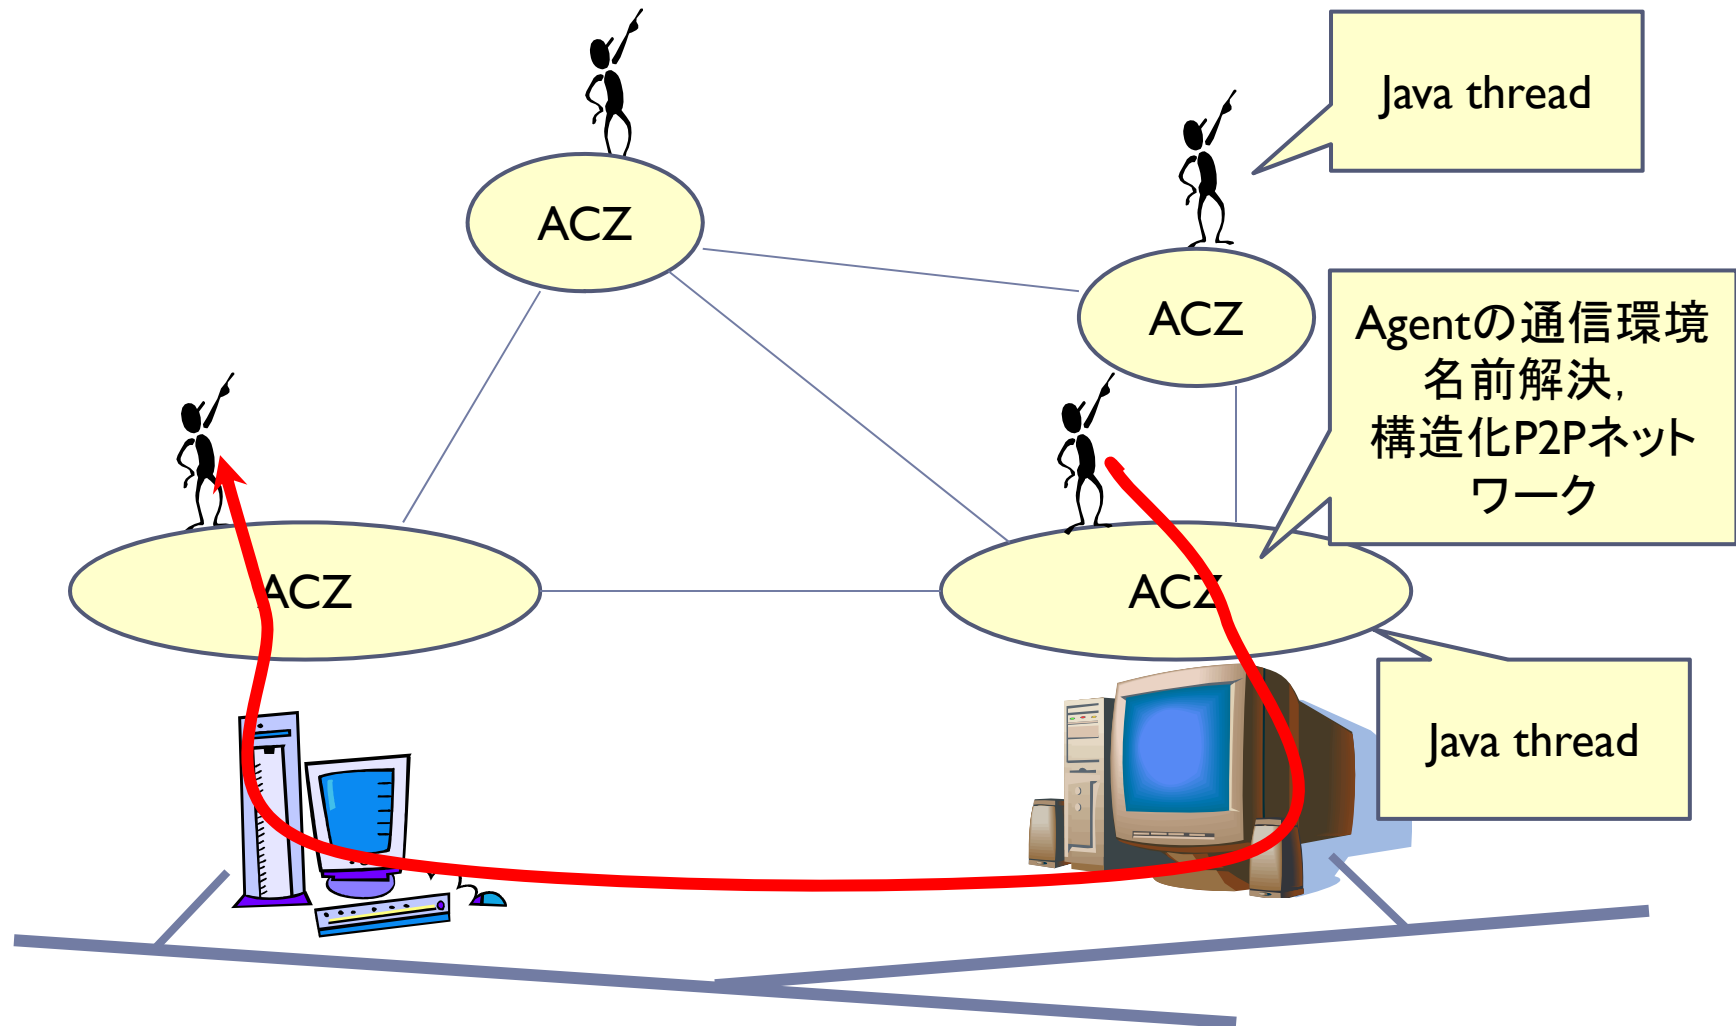 Java thread
ACZ
ACZ
Agentの通信環境
名前解決,
構造化P2Pネット
ワーク
ACZ
ACZ
Java thread